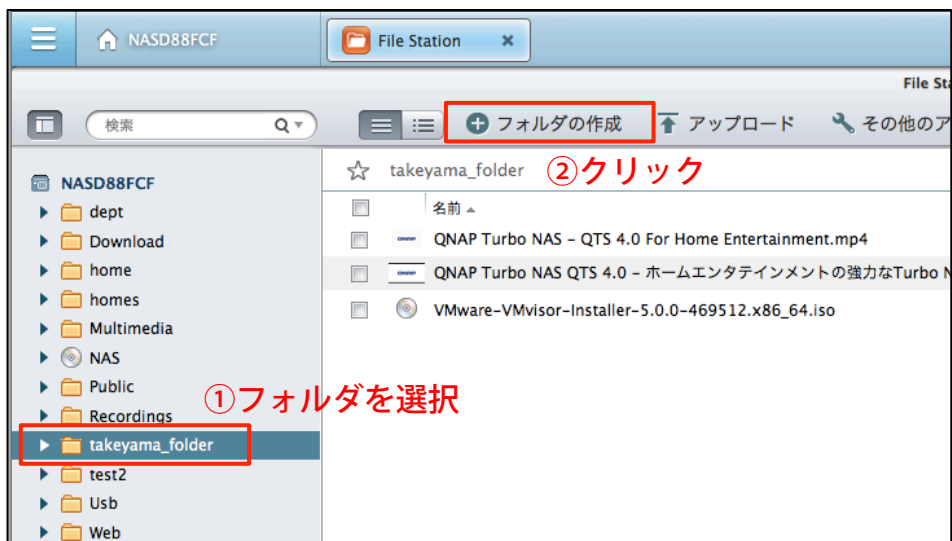 NASD88FCF
File Station
File Sta
検索
フォルダの作成
アップロード
その他のア
takeyama_folder
②クリック
NASD88FCF
dept
Download
home
homes
Multimedia
NAS
Public
Recordings
takeyama_folder
test2
Usb
Web
①フォルダを選択
名前
QNAP Turbo NAS – QTS 4.0 For Home Entertainment.mp4
QNAP Turbo NAS QTS 4.0 – ホームエンタテインメントの強力なTurbo N
VMware-VMvisor-Installer-5.0.0-469512.x86_64.iso